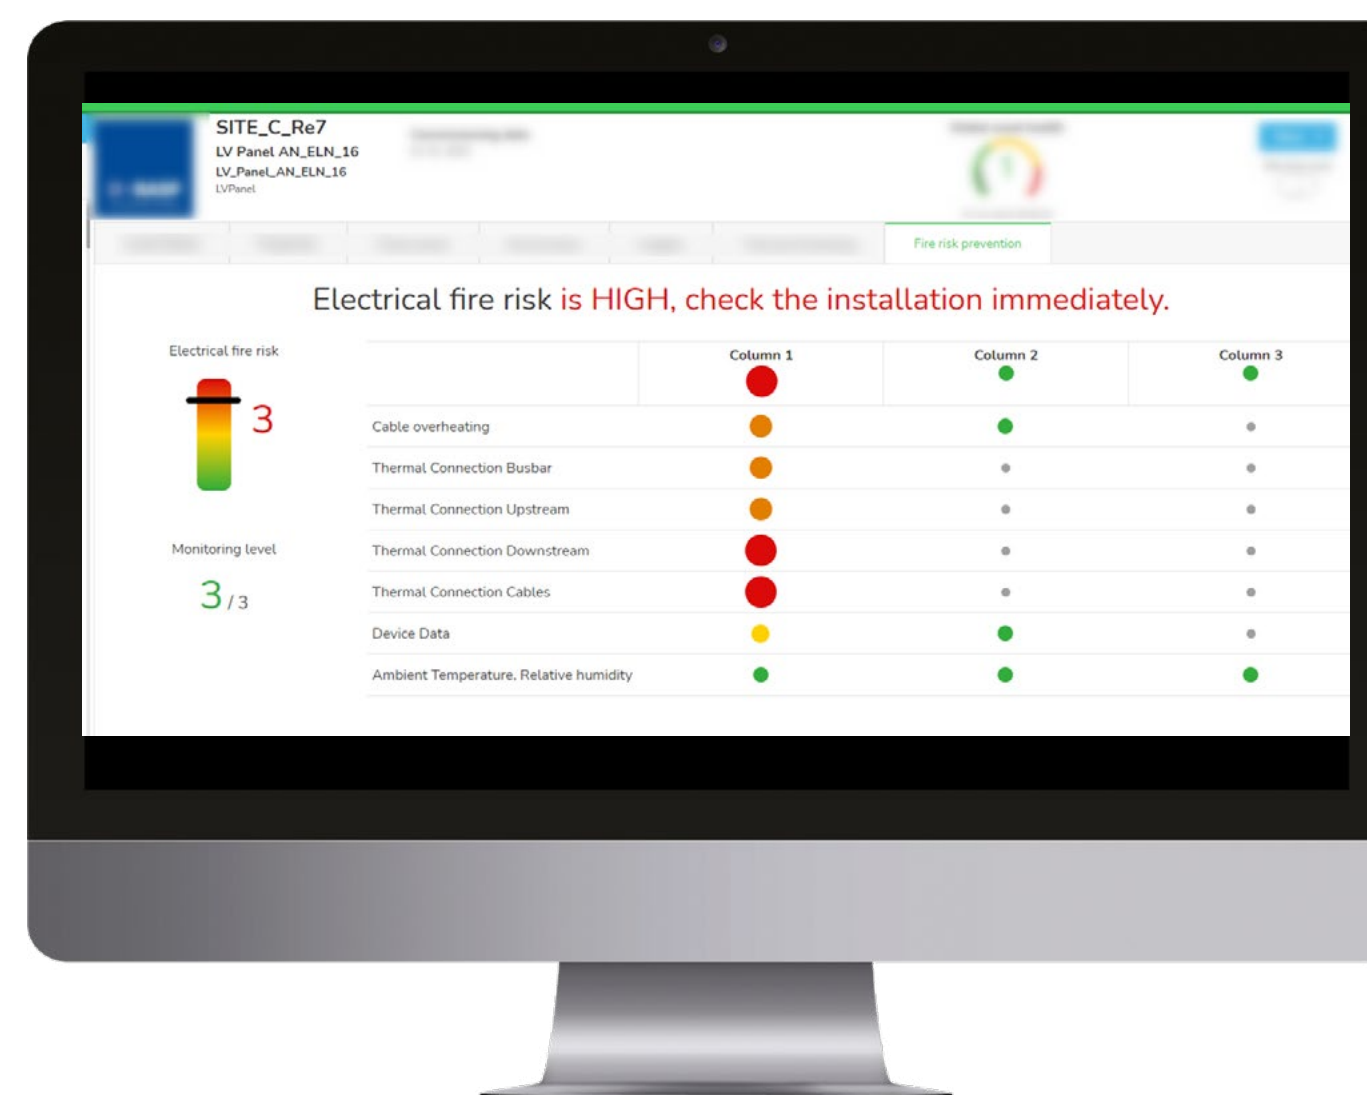 SITE_C_Re7
LV Panel AN_ELN_16
LV_Panel_AN_ELN_16
LVPanel
Fire risk prevention
Electrical fire risk is HIGH, check the installation immediately.
Electrical fire risk
3
Monitoring level
3 / 3
Column 1 Column 2 Column 3
Cable overheating
Thermal Connection Busbar
Thermal Connection Upstream
Thermal Connection Downstream
Thermal Connection Cables
Device Data
Ambient Temperature, Relative humidity